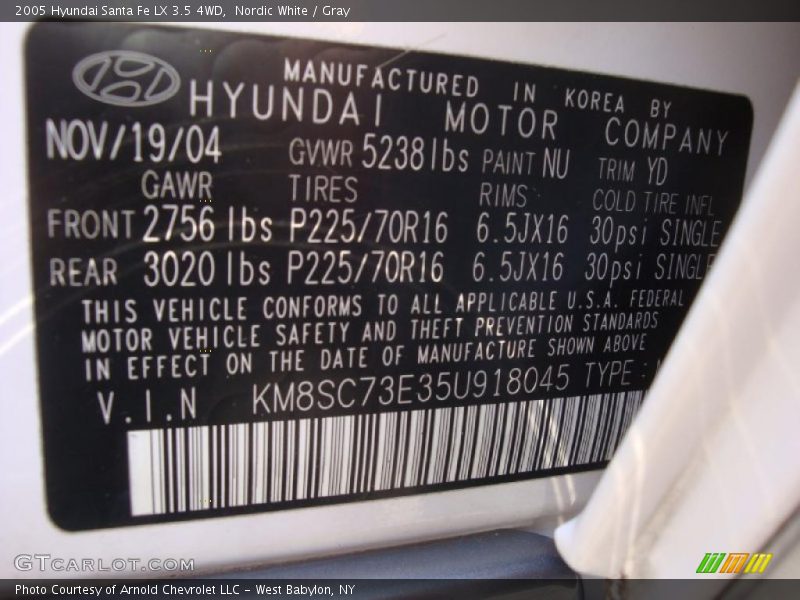 2005 Hyundai Santa Fe LX 3.5 4WD, Nordic White / Gray
MANUFACTURED IN KOREA BY
HYUNDAI MOTOR COMPANY
NOV/19/04 GVWR 5238lbs PAINT NU TRIM YD
GAWR TIRES RIMS COLD TIRE INFL
FRONT 2756 lbs P225/70R16 6.5JX16 30psi SINGLE
REAR 3020 lbs P225/70R16 6.5JX16 30psi SINGLE
THIS VEHICLE CONFORMS TO ALL APPLICABLE U.S.A. FEDERAL
MOTOR VEHICLE SAFETY AND THEFT PREVENTION STANDARDS
IN EFFECT ON THE DATE OF MANUFACTURE SHOWN ABOVE
V.I.N KM8SC73E35U918045 TYPE :
GTCARLOT.COM
Photo Courtesy of Arnold Chevrolet LLC - West Babylon, NY